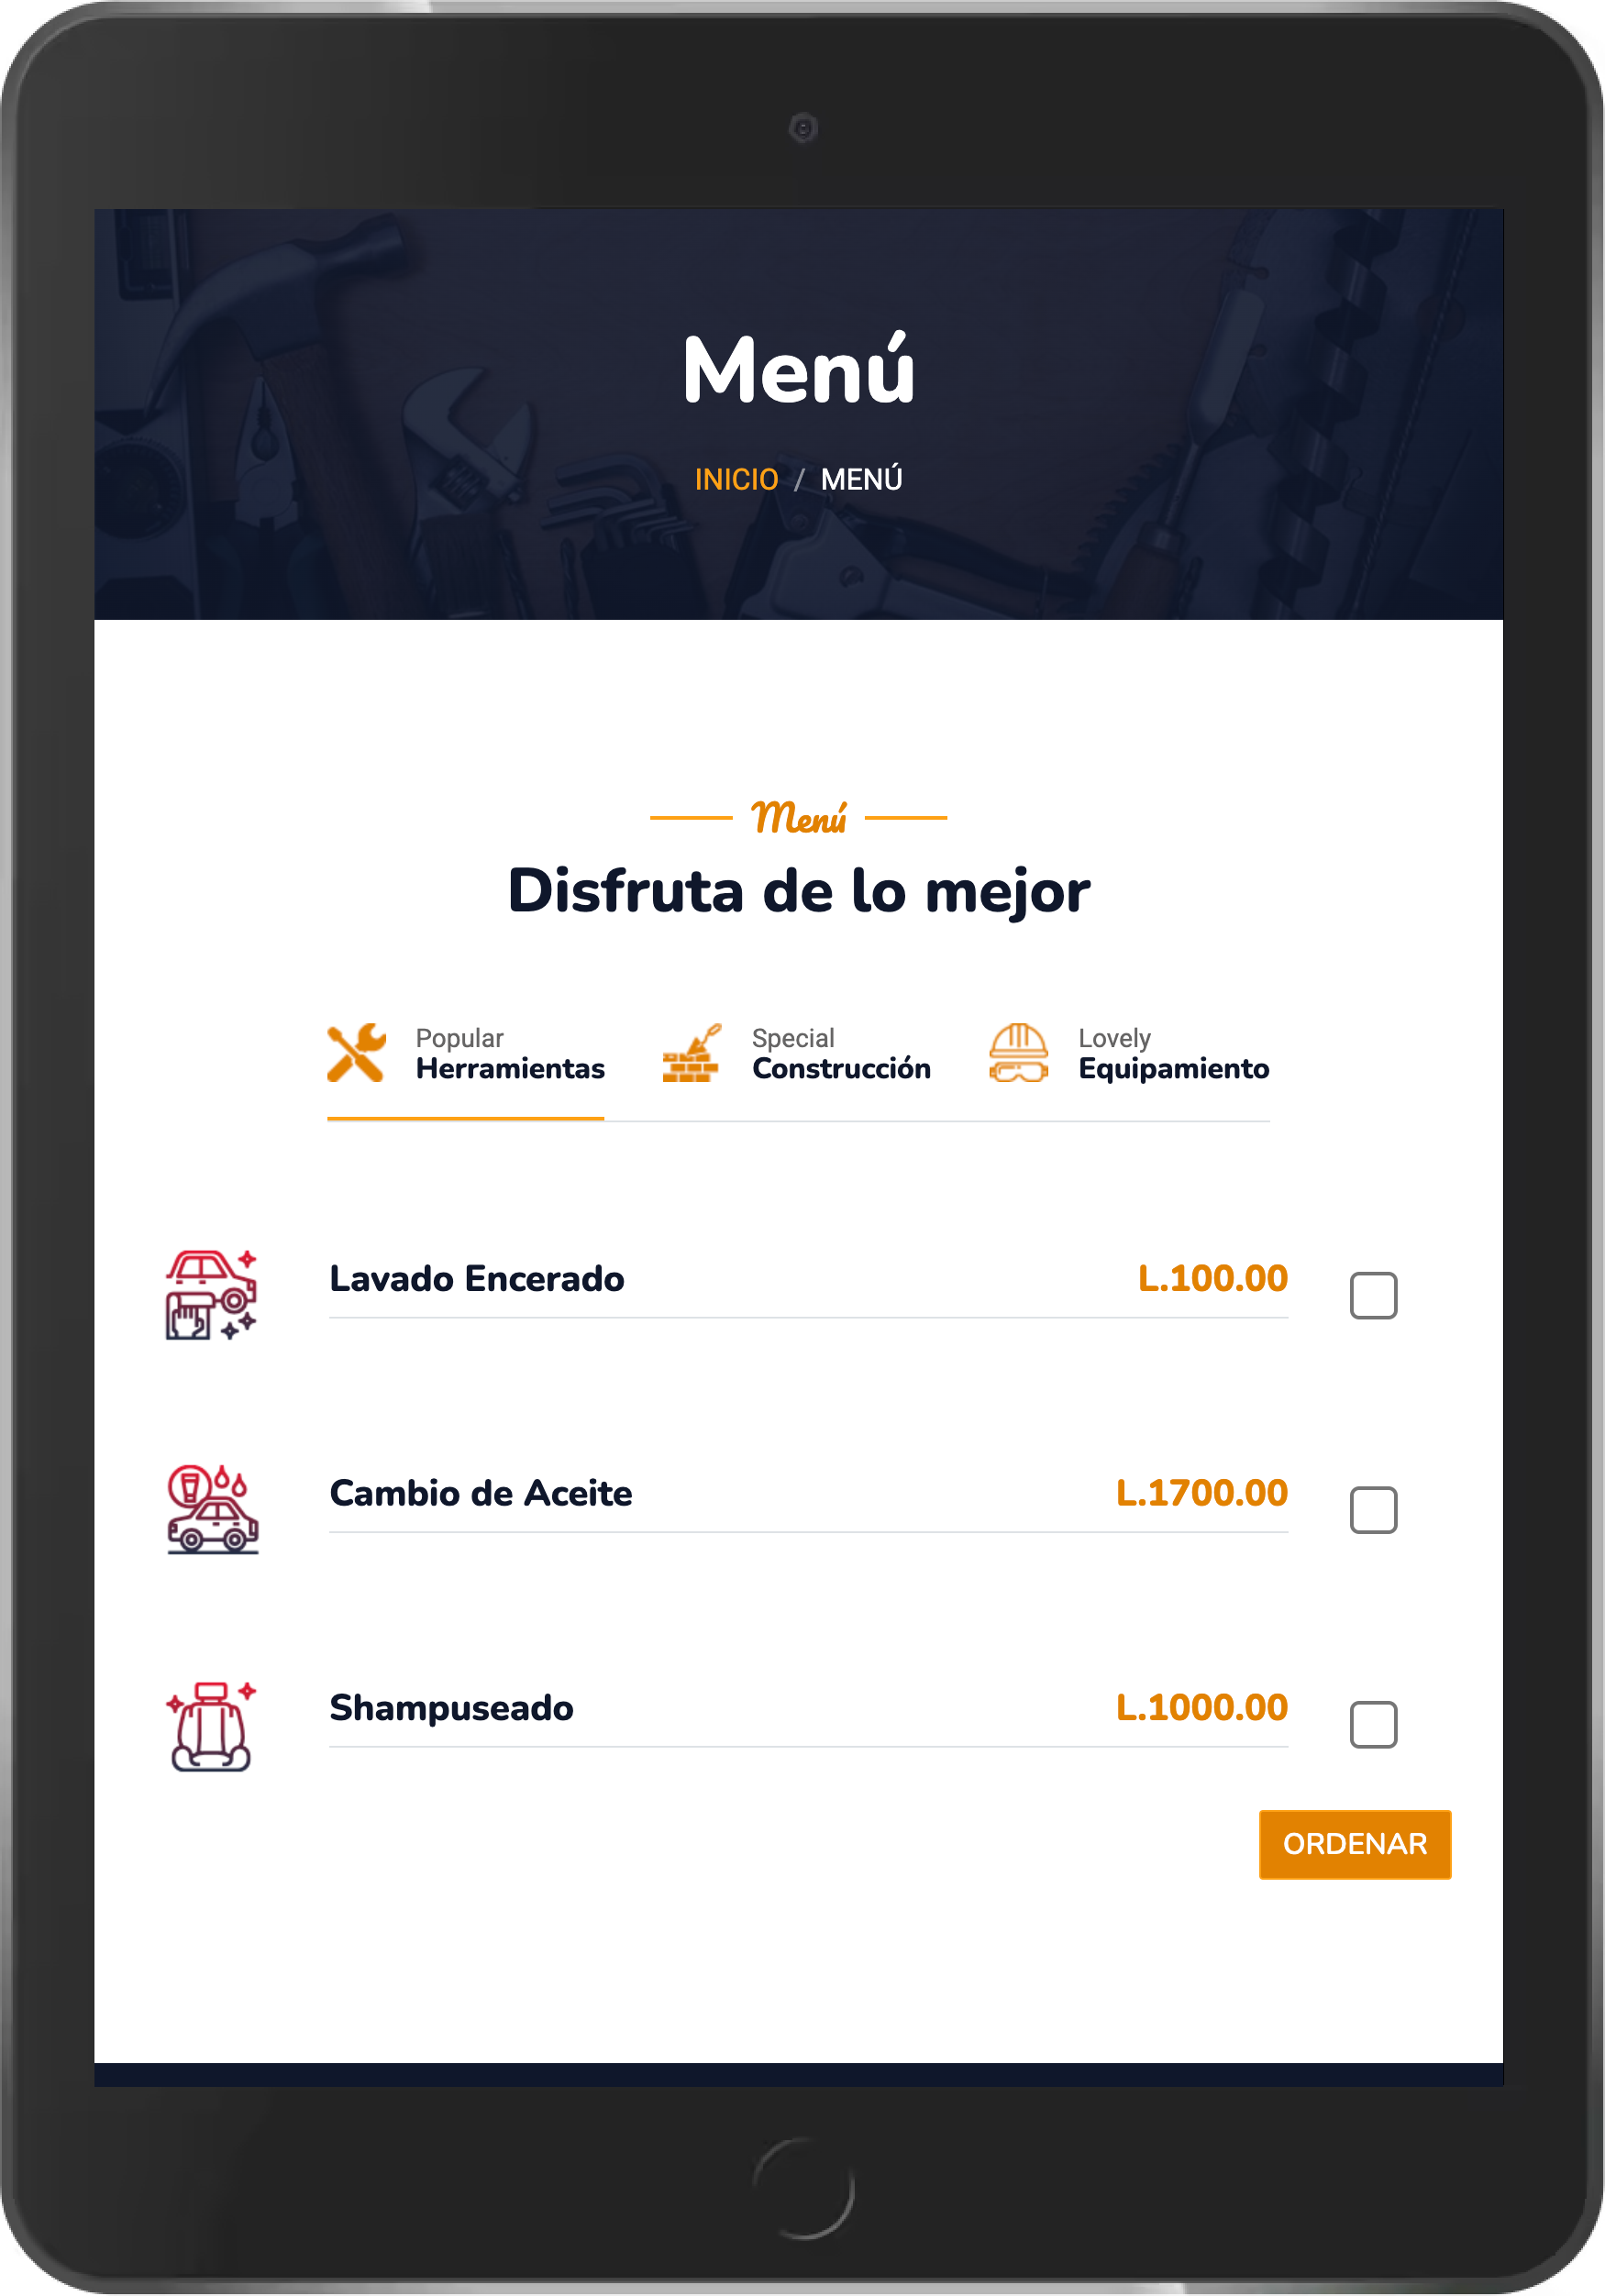 Menú
INICIO / MENÚ
Menú
Disfruta de lo mejor
Popular
Herramientas
Special
Construcción
Lovely
Equipamiento
Lavado Encerado L.100.00
Cambio de Aceite L.1700.00
Shampuseado L.1000.00
ORDENAR